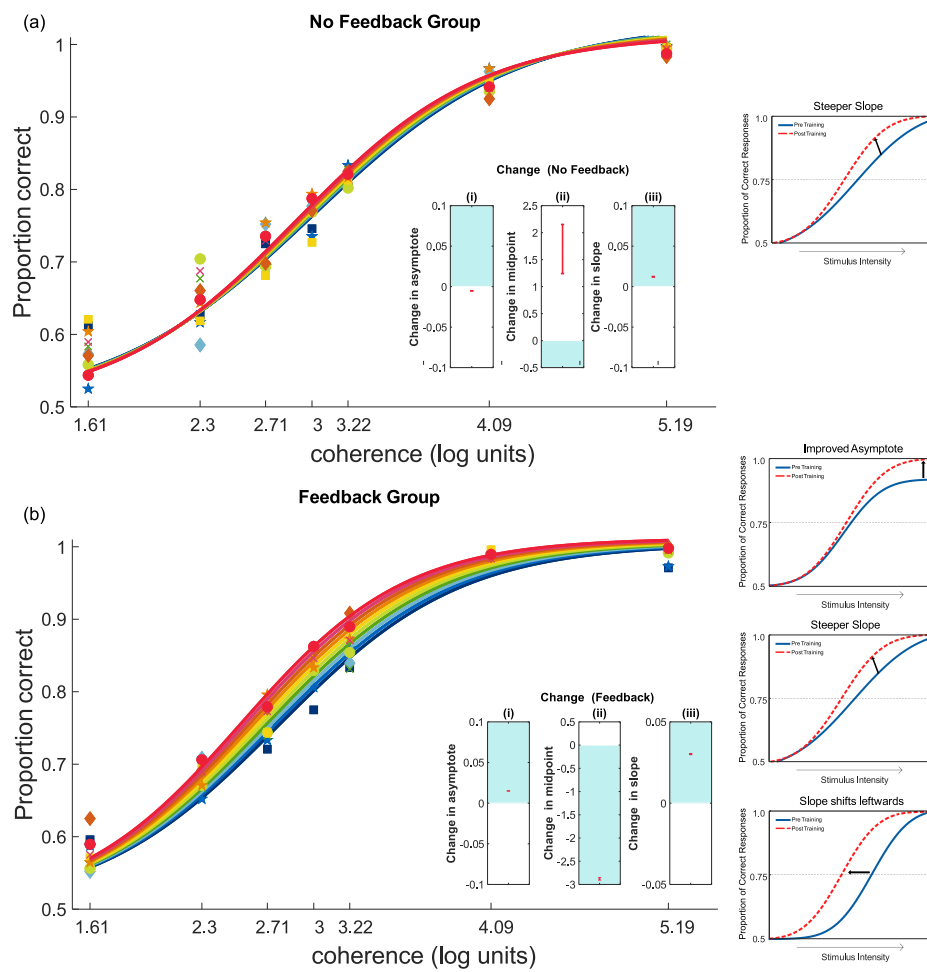 (a)
No Feedback Group
Proportion correct
1
0.9
0.8
0.7
0.6
0.5
1.61
2.3
2.71
3
3.22
4.09
5.19
coherence (log units)
Change (No Feedback)
(i)
(ii)
(iii)
Change in asymptote
0.1
0.05
0
-0.05
-0.1
Change in midpoint
2.5
2
1.5
1
0.5
0
-0.5
Change in slope
0.1
0.05
0
-0.05
-0.1
Steeper Slope
Pre Training
Post Training
Proportion of Correct Responses
1.0
0.75
0.5
Stimulus Intensity
(b)
Feedback Group
Proportion correct
1
0.9
0.8
0.7
0.6
0.5
1.61
2.3
2.71
3
3.22
4.09
5.19
coherence (log units)
Change (Feedback)
(i)
(ii)
(iii)
Change in asymptote
0.1
0.05
0
-0.05
-0.1
Change in midpoint
0.5
0
-0.5
-1
-1.5
-2
-2.5
-3
Change in slope
0.05
0
-0.05
Improved Asymptote
Pre Training
Post Training
Proportion of Correct Responses
1.0
0.75
0.5
Stimulus Intensity
Steeper Slope
Pre Training
Post Training
Proportion of Correct Responses
1.0
0.75
0.5
Stimulus Intensity
Slope shifts leftwards
Pre Training
Post Training
Proportion of Correct Responses
1.0
0.75
0.5
Stimulus Intensity